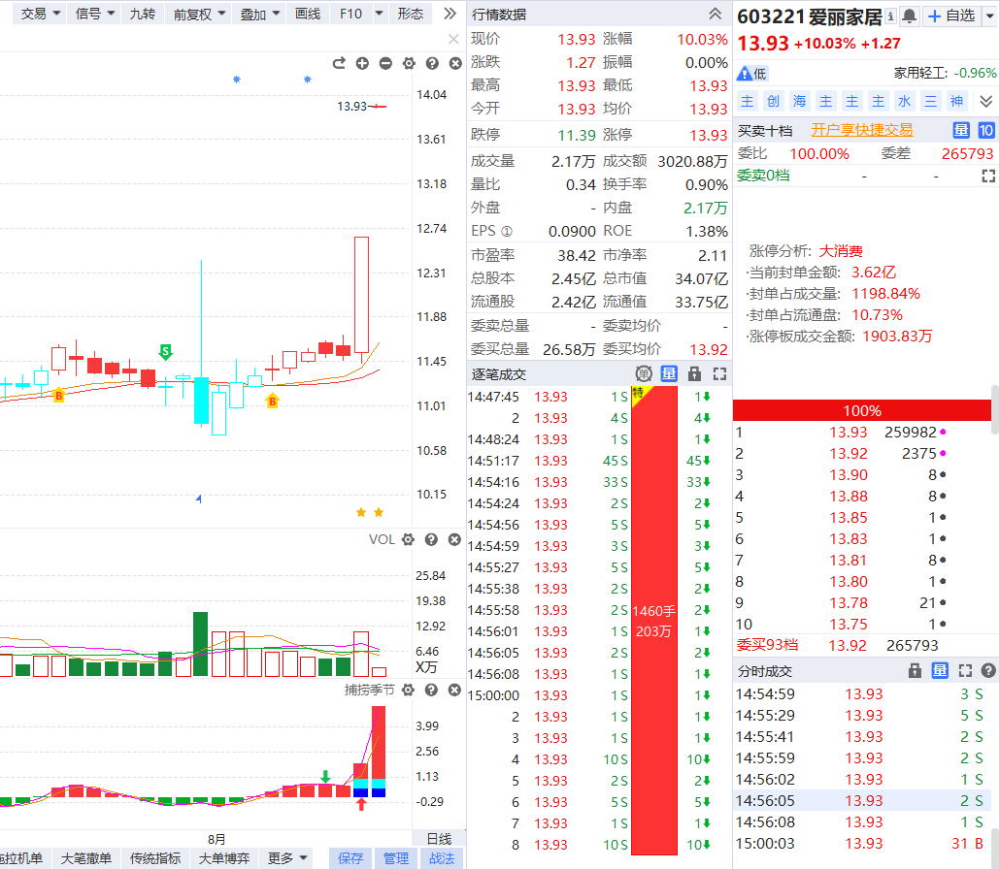 交易 信号 九转 前复权 叠加 画线 F10 形态
13.93
14.04
13.61
13.18
12.74
12.31
11.88
11.45
11.01
10.58
10.15
S
B
B
VOL
25.84
19.38
12.92
6.46
X万
捕捞季节
3.99
2.56
1.13
-0.29
8月 日线
拖拉机单 大笔撤单 传统指标 大单博弈 更多 保存 管理 战法
行情数据
现价 13.93 涨幅 10.03%
涨跌 1.27 振幅 0.00%
最高 13.93 最低 13.93
今开 13.93 均价 13.93
跌停 11.39 涨停 13.93
成交量 2.17万 成交额 3020.88万
量比 0.34 换手率 0.90%
外盘 - 内盘 2.17万
EPS ① 0.0900 ROE 1.38%
市盈率 38.42 市净率 2.11
总股本 2.45亿 总市值 34.07亿
流通股 2.42亿 流通值 33.75亿
委卖总量 - 委卖均价 -
委买总量 26.58万 委买均价 13.92
逐笔成交 单 量
特
14:47:45 13.93 1 S 1
2 13.93 4 S 4
14:48:24 13.93 1 S 1
14:51:17 13.93 45 S 45
14:54:16 13.93 33 S 33
14:54:24 13.93 2 S 2
14:54:56 13.93 5 S 5
14:54:59 13.93 3 S 3
14:55:27 13.93 5 S 5
14:55:38 13.93 2 S 2
14:55:58 13.93 2 S 1460手 2
14:56:01 13.93 1 S 203万 1
14:56:05 13.93 2 S 2
14:56:08 13.93 1 S 1
15:00:00 13.93 1 S 1
2 13.93 1 S 1
3 13.93 1 S 1
4 13.93 10 S 10
5 13.93 2 S 2
6 13.93 5 S 5
7 13.93 1 S 1
8 13.93 10 S 10
603221 爱丽家居 自选
13.93 +10.03% +1.27
低 家用轻工: -0.96%
主 创 海 主 主 主 水 三 神
买卖十档 开户享快捷交易 量 10
委比 100.00% 委差 265793
委卖0档 - -
涨停分析: 大消费
·当前封单金额: 3.62亿
·封单占成交量: 1198.84%
·封单占流通盘: 10.73%
·涨停板成交金额: 1903.83万
100%
1 13.93 259982
2 13.92 2375
3 13.90 8
4 13.88 8
5 13.85 1
6 13.83 1
7 13.81 8
8 13.80 1
9 13.78 21
10 13.75 1
委买93档 13.92 265793
分时成交 量
14:54:59 13.93 3 S
14:55:29 13.93 5 S
14:55:41 13.93 2 S
14:55:59 13.93 2 S
14:56:02 13.93 1 S
14:56:05 13.93 2 S
14:56:08 13.93 1 S
15:00:03 13.93 31 B